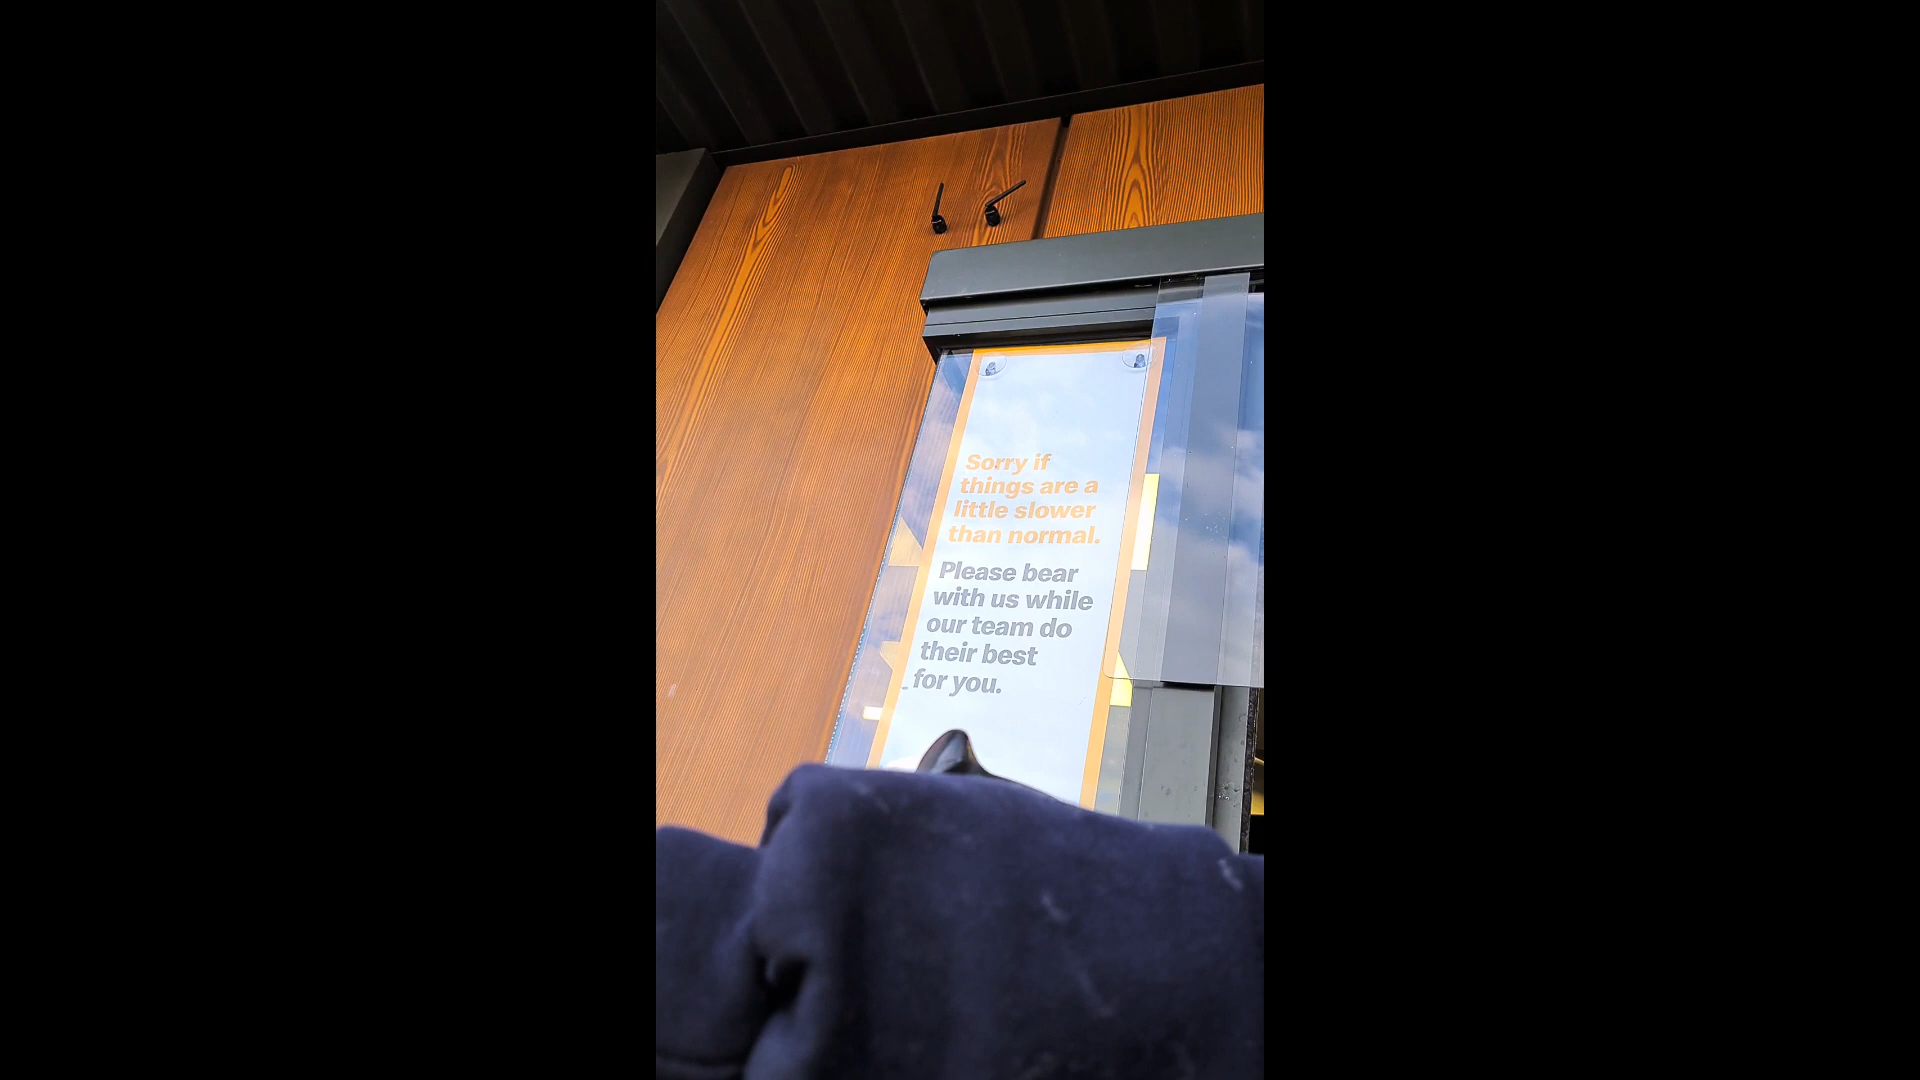 Sorry if
things are a
little slower
than normal.
Please bear
with us while
our team do
their best
for you.